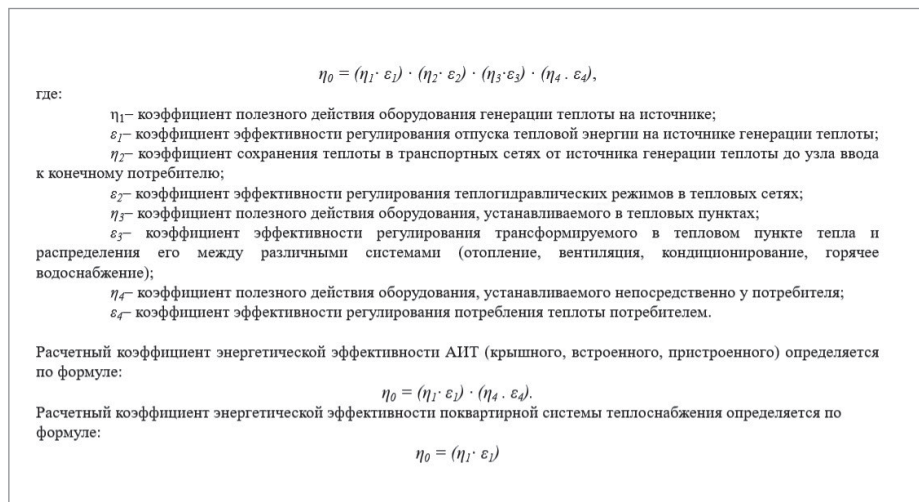 η₀ = (η₁· ε₁) · (η₂· ε₂) · (η₃·ε₃) · (η₄ . ε₄),
где:
η₁– коэффициент полезного действия оборудования генерации теплоты на источнике;
ε₁– коэффициент эффективности регулирования отпуска тепловой энергии на источнике генерации теплоты;
η₂– коэффициент сохранения теплоты в транспортных сетях от источника генерации теплоты до узла ввода
к конечному потребителю;
ε₂– коэффициент эффективности регулирования теплогидравлических режимов в тепловых сетях;
η₃– коэффициент полезного действия оборудования, устанавливаемого в тепловых пунктах;
ε₃– коэффициент эффективности регулирования трансформируемого в тепловом пункте тепла и
распределения его между различными системами (отопление, вентиляция, кондиционирование, горячее
водоснабжение);
η₄– коэффициент полезного действия оборудования, устанавливаемого непосредственно у потребителя;
ε₄– коэффициент эффективности регулирования потребления теплоты потребителем.
Расчетный коэффициент энергетической эффективности АИТ (крышного, встроенного, пристроенного) определяется
по формуле:
η₀ = (η₁· ε₁) · (η₄ . ε₄).
Расчетный коэффициент энергетической эффективности поквартирной системы теплоснабжения определяется по
формуле:
η₀ = (η₁· ε₁)